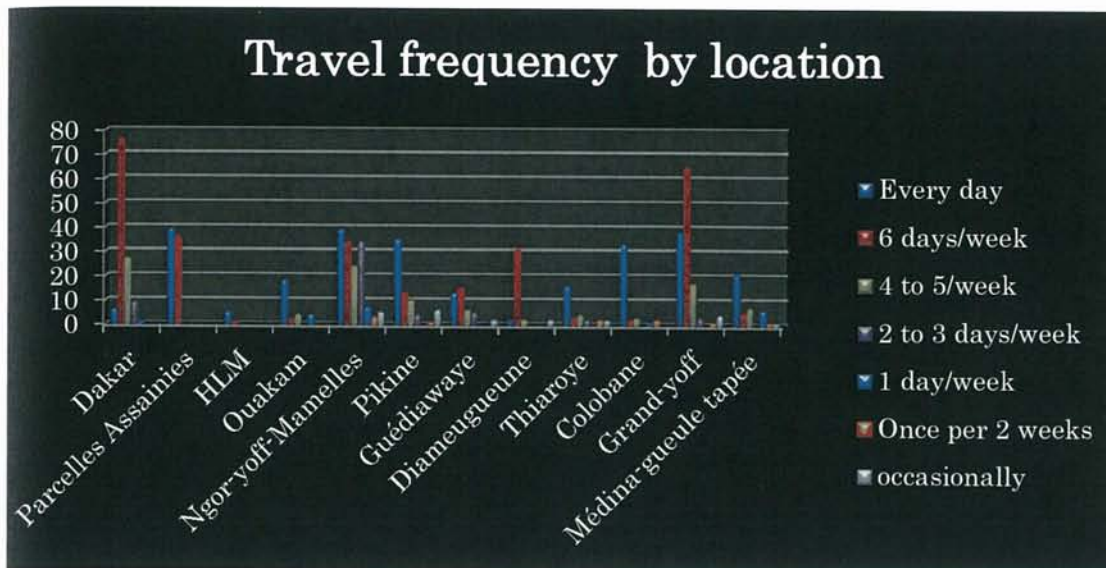 Travel frequency by location
80
70
60
50
40
30
20
10
0
Dakar
Parcelles Assainies
HLM
Ouakam
Ngor-yoff-Mamelles
Pikine
Guédiawaye
Diameugueune
Thiaroye
Colobane
Grand-yoff
Médina-gueule tapée
Every day
6 days/week
4 to 5/week
2 to 3 days/week
1 day/week
Once per 2 weeks
occasionally